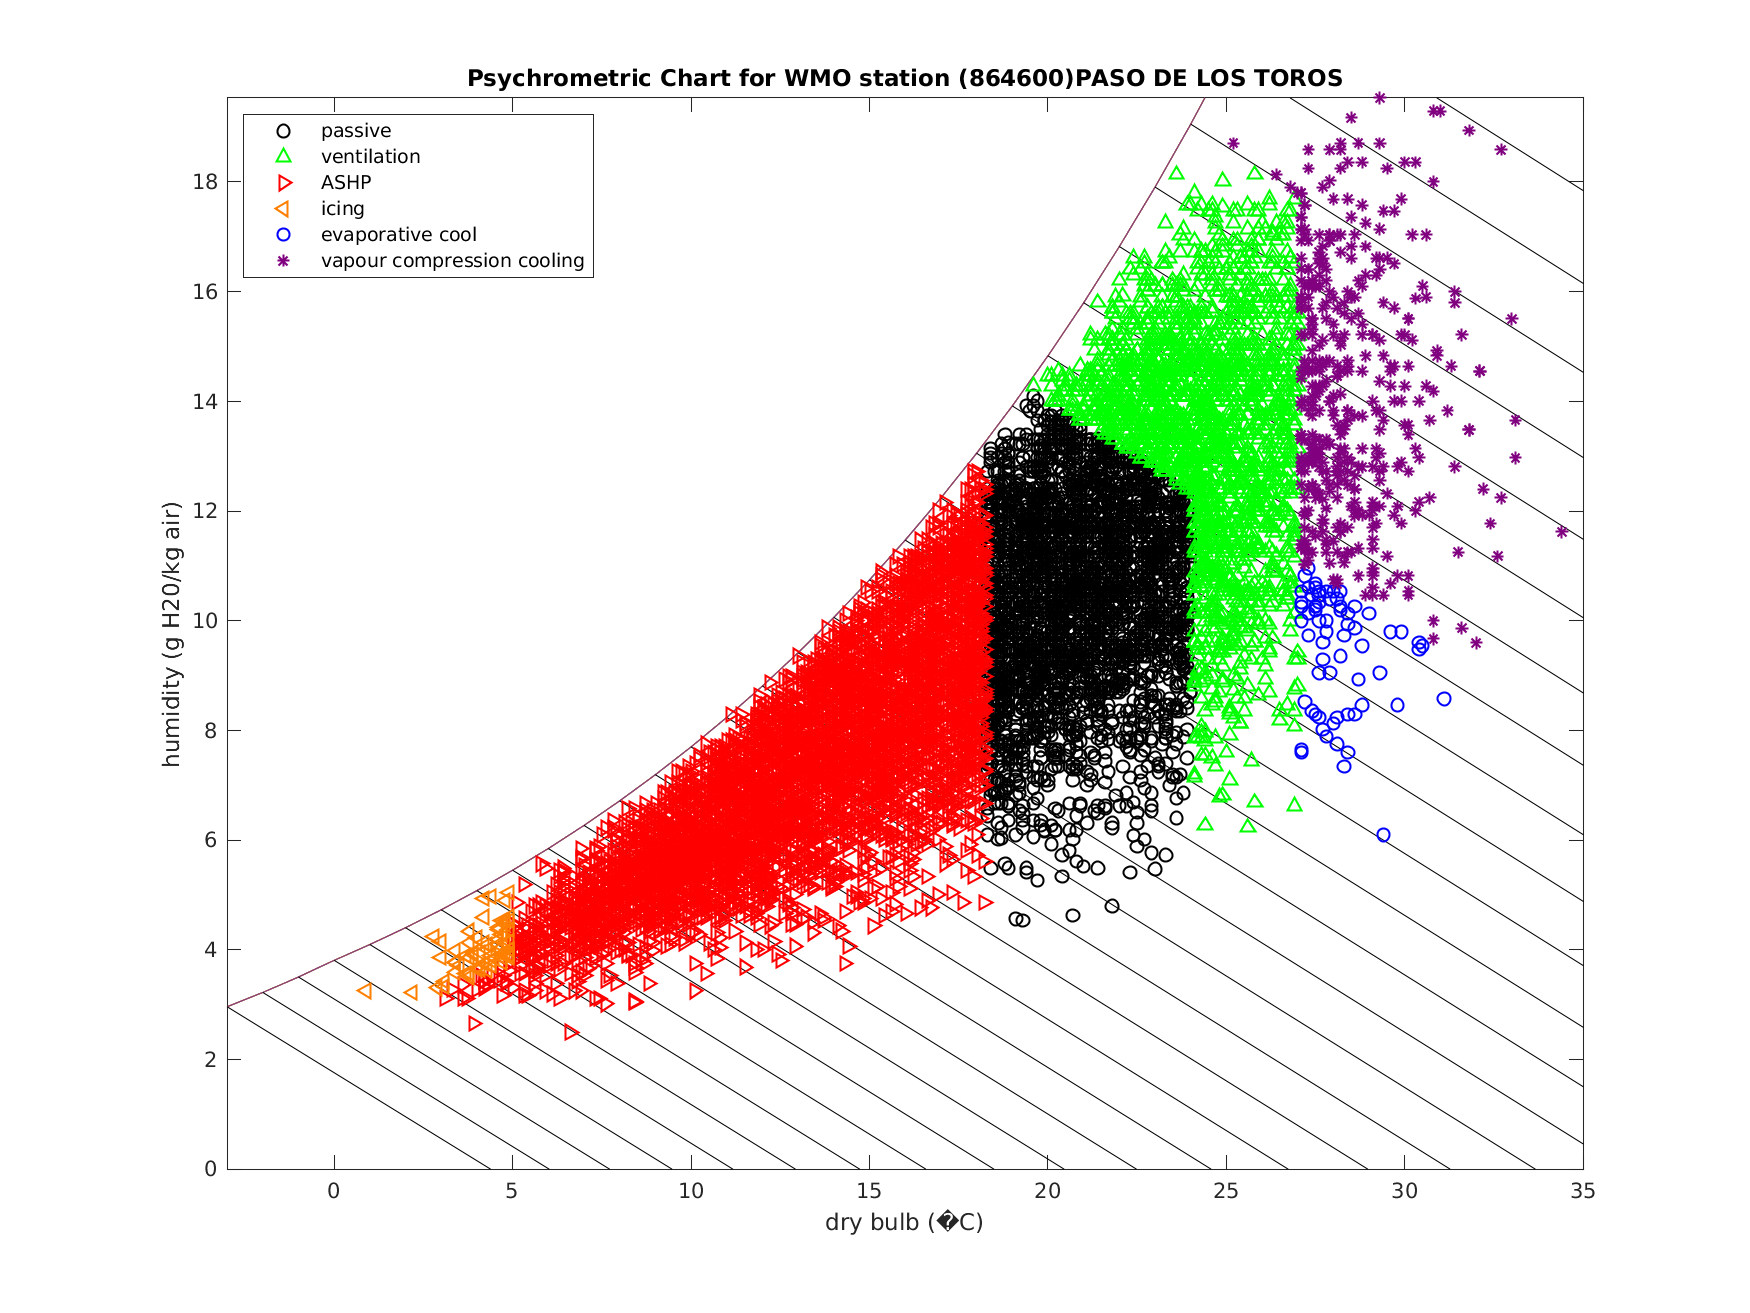 Psychrometric Chart for WMO station (864600)PASO DE LOS TOROS
passive
ventilation
ASHP
icing
evaporative cool
vapour compression cooling
humidity (g H20/kg air)
18
16
14
12
10
8
6
4
2
0
0 5 10 15 20 25 30 35
dry bulb (�C)